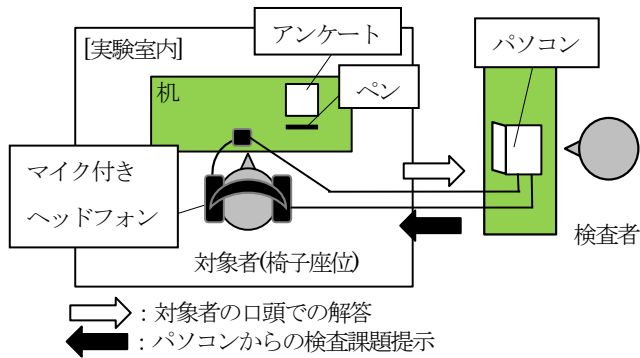 [実験室内]
アンケート
パソコン
机
ペン
マイク付き
ヘッドフォン
対象者(椅子座位)
検査者
：対象者の口頭での解答
：パソコンからの検査課題提示